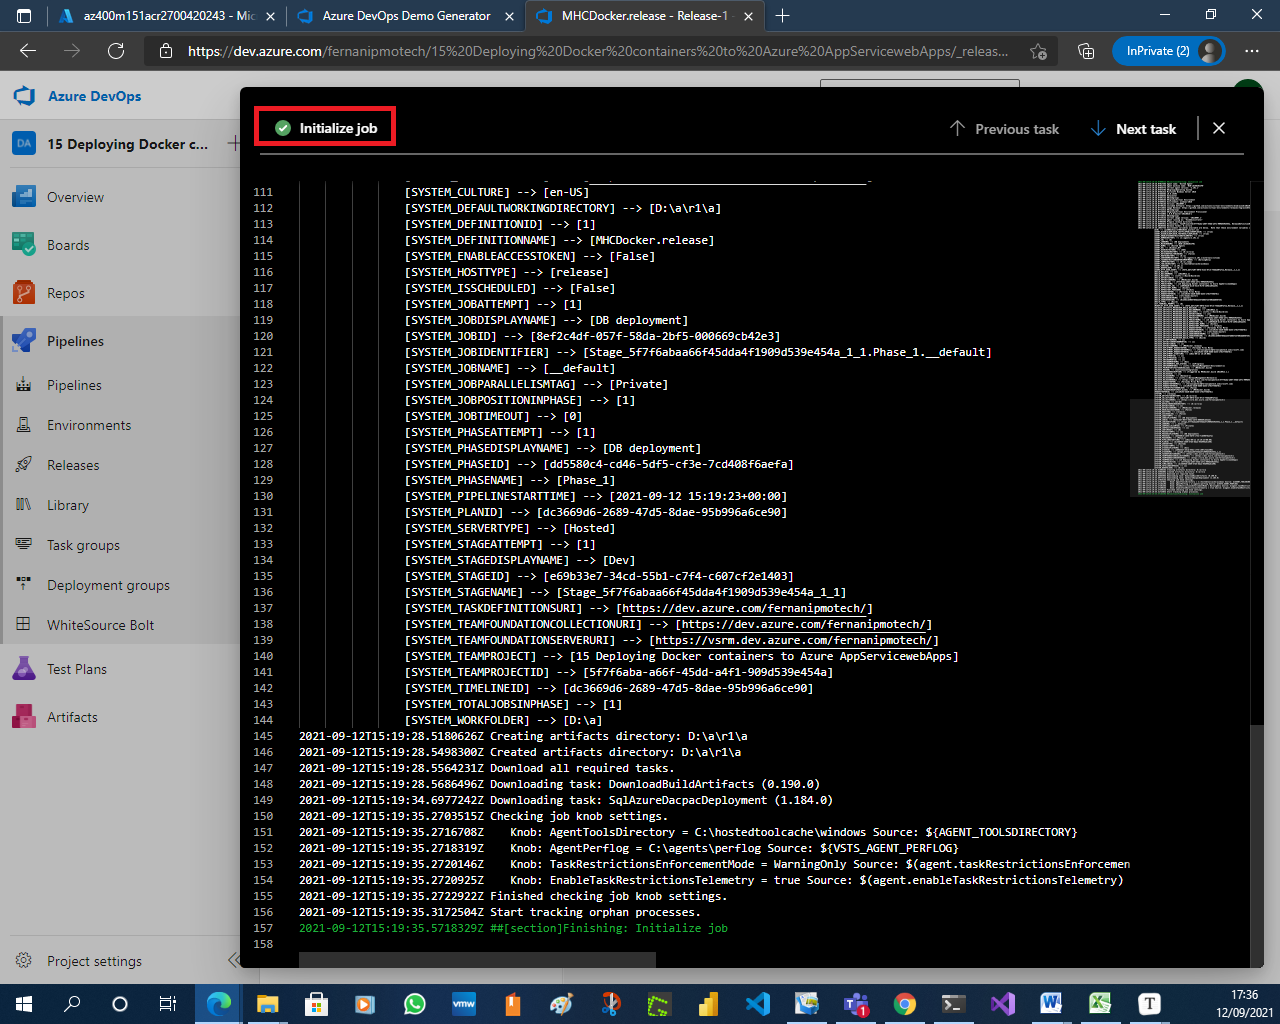 az400m151acr2700420243 - Mic
Azure DevOps Demo Generator
MHCDocker.release - Release-1 -
https://dev.azure.com/fernanipmotech/15%20Deploying%20Docker%20containers%20to%20Azure%20AppServicewebApps/_releas...
InPrivate (2)
Azure DevOps
DA
15 Deploying Docker c...
Overview
Boards
Repos
Pipelines
Pipelines
Environments
Releases
Library
Task groups
Deployment groups
WhiteSource Bolt
Test Plans
Artifacts
Project settings
Initialize job
Previous task
Next task
111 [SYSTEM_CULTURE] --> [en-US]
112 [SYSTEM_DEFAULTWORKINGDIRECTORY] --> [D:\a\r1\a]
113 [SYSTEM_DEFINITIONID] --> [1]
114 [SYSTEM_DEFINITIONNAME] --> [MHCDocker.release]
115 [SYSTEM_ENABLEACCESSTOKEN] --> [False]
116 [SYSTEM_HOSTTYPE] --> [release]
117 [SYSTEM_ISSCHEDULED] --> [False]
118 [SYSTEM_JOBATTEMPT] --> [1]
119 [SYSTEM_JOBDISPLAYNAME] --> [DB deployment]
120 [SYSTEM_JOBID] --> [8ef2c4df-057f-58da-2bf5-000669cb42e3]
121 [SYSTEM_JOBIDENTIFIER] --> [Stage_5f7f6abaa66f45dda4f1909d539e454a_1_1.Phase_1.__default]
122 [SYSTEM_JOBNAME] --> [__default]
123 [SYSTEM_JOBPARALLELISMTAG] --> [Private]
124 [SYSTEM_JOBPOSITIONINPHASE] --> [1]
125 [SYSTEM_JOBTIMEOUT] --> [0]
126 [SYSTEM_PHASEATTEMPT] --> [1]
127 [SYSTEM_PHASEDISPLAYNAME] --> [DB deployment]
128 [SYSTEM_PHASEID] --> [dd5580c4-cd46-5df5-cf3e-7cd408f6aefa]
129 [SYSTEM_PHASENAME] --> [Phase_1]
130 [SYSTEM_PIPELINESTARTTIME] --> [2021-09-12 15:19:23+00:00]
131 [SYSTEM_PLANID] --> [dc3669d6-2689-47d5-8dae-95b996a6ce90]
132 [SYSTEM_SERVERTYPE] --> [Hosted]
133 [SYSTEM_STAGEATTEMPT] --> [1]
134 [SYSTEM_STAGEDISPLAYNAME] --> [Dev]
135 [SYSTEM_STAGEID] --> [e69b33e7-34cd-55b1-c7f4-c607cf2e1403]
136 [SYSTEM_STAGENAME] --> [Stage_5f7f6abaa66f45dda4f1909d539e454a_1_1]
137 [SYSTEM_TASKDEFINITIONSURI] --> [https://dev.azure.com/fernanipmotech/]
138 [SYSTEM_TEAMFOUNDATIONCOLLECTIONURI] --> [https://dev.azure.com/fernanipmotech/]
139 [SYSTEM_TEAMFOUNDATIONSERVERURI] --> [https://vsrm.dev.azure.com/fernanipmotech/]
140 [SYSTEM_TEAMPROJECT] --> [15 Deploying Docker containers to Azure AppServicewebApps]
141 [SYSTEM_TEAMPROJECTID] --> [5f7f6aba-a66f-45dd-a4f1-909d539e454a]
142 [SYSTEM_TIMELINEID] --> [dc3669d6-2689-47d5-8dae-95b996a6ce90]
143 [SYSTEM_TOTALJOBSINPHASE] --> [1]
144 [SYSTEM_WORKFOLDER] --> [D:\a]
145 2021-09-12T15:19:28.5180626Z Creating artifacts directory: D:\a\r1\a
146 2021-09-12T15:19:28.5498300Z Created artifacts directory: D:\a\r1\a
147 2021-09-12T15:19:28.5564231Z Download all required tasks.
148 2021-09-12T15:19:28.5686496Z Downloading task: DownloadBuildArtifacts (0.190.0)
149 2021-09-12T15:19:34.6977242Z Downloading task: SqlAzureDacpacDeployment (1.184.0)
150 2021-09-12T15:19:35.2703515Z Checking job knob settings.
151 2021-09-12T15:19:35.2716708Z Knob: AgentToolsDirectory = C:\hostedtoolcache\windows Source: ${AGENT_TOOLSDIRECTORY}
152 2021-09-12T15:19:35.2718319Z Knob: AgentPerflog = C:\agents\perflog Source: ${VSTS_AGENT_PERFLOG}
153 2021-09-12T15:19:35.2720146Z Knob: TaskRestrictionsEnforcementMode = WarningOnly Source: $(agent.taskRestrictionsEnforcemen
154 2021-09-12T15:19:35.2720925Z Knob: EnableTaskRestrictionsTelemetry = true Source: $(agent.enableTaskRestrictionsTelemetry)
155 2021-09-12T15:19:35.2722922Z Finished checking job knob settings.
156 2021-09-12T15:19:35.3172504Z Start tracking orphan processes.
157 2021-09-12T15:19:35.5718329Z ##[section]Finishing: Initialize job
158
vmw
1
T
17:36
12/09/2021